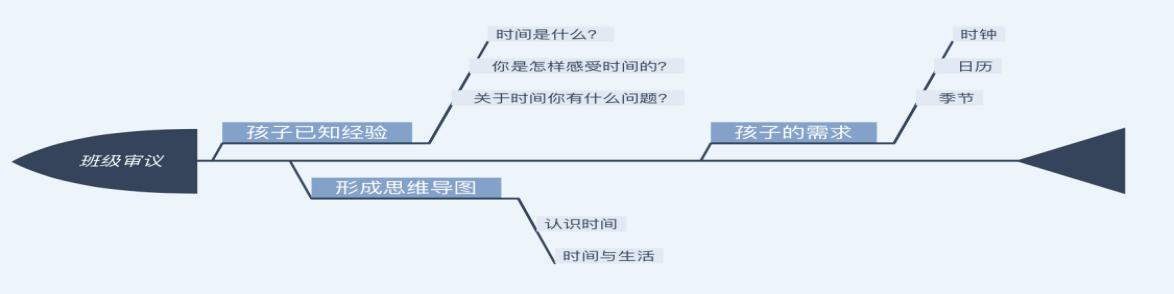 班级审议
孩子已知经验
时间是什么?
你是怎样感受时间的?
关于时间你有什么问题?
形成思维导图
认识时间
时间与生活
孩子的需求
时钟
日历
季节